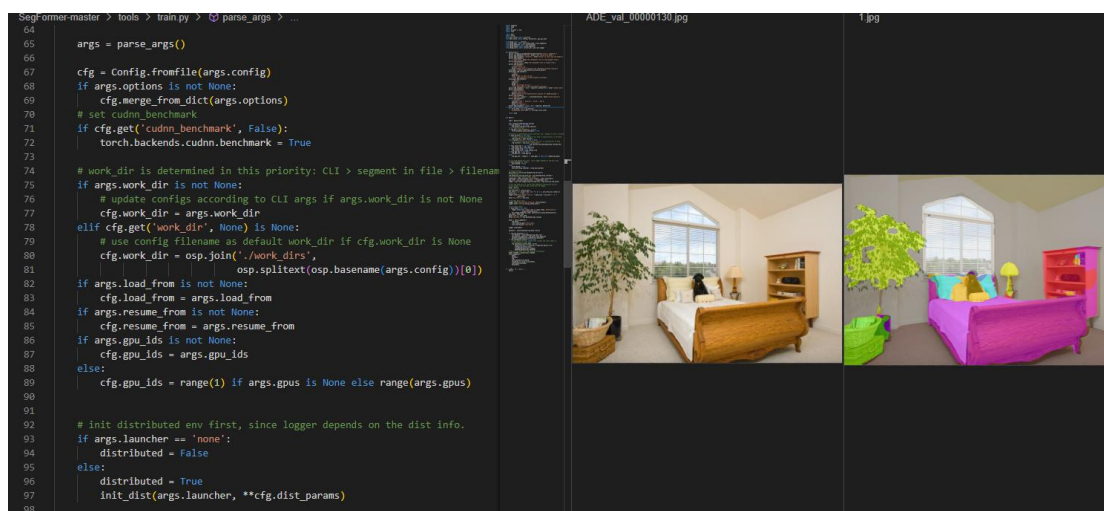 SegFormer-master > tools > train.py > parse_args > ...
ADE_val_00000130.jpg
1.jpg
64
65 args = parse_args()
66
67 cfg = Config.fromfile(args.config)
68 if args.options is not None:
69 cfg.merge_from_dict(args.options)
70 # set cudnn_benchmark
71 if cfg.get('cudnn_benchmark', False):
72 torch.backends.cudnn.benchmark = True
73
74 # work_dir is determined in this priority: CLI > segment in file > filenam
75 if args.work_dir is not None:
76 # update configs according to CLI args if args.work_dir is not None
77 cfg.work_dir = args.work_dir
78 elif cfg.get('work_dir', None) is None:
79 # use config filename as default work_dir if cfg.work_dir is None
80 cfg.work_dir = osp.join('./work_dirs',
81 osp.splitext(osp.basename(args.config))[0])
82 if args.load_from is not None:
83 cfg.load_from = args.load_from
84 if args.resume_from is not None:
85 cfg.resume_from = args.resume_from
86 if args.gpu_ids is not None:
87 cfg.gpu_ids = args.gpu_ids
88 else:
89 cfg.gpu_ids = range(1) if args.gpus is None else range(args.gpus)
90
91
92 # init distributed env first, since logger depends on the dist info.
93 if args.launcher == 'none':
94 distributed = False
95 else:
96 distributed = True
97 init_dist(args.launcher, **cfg.dist_params)
98